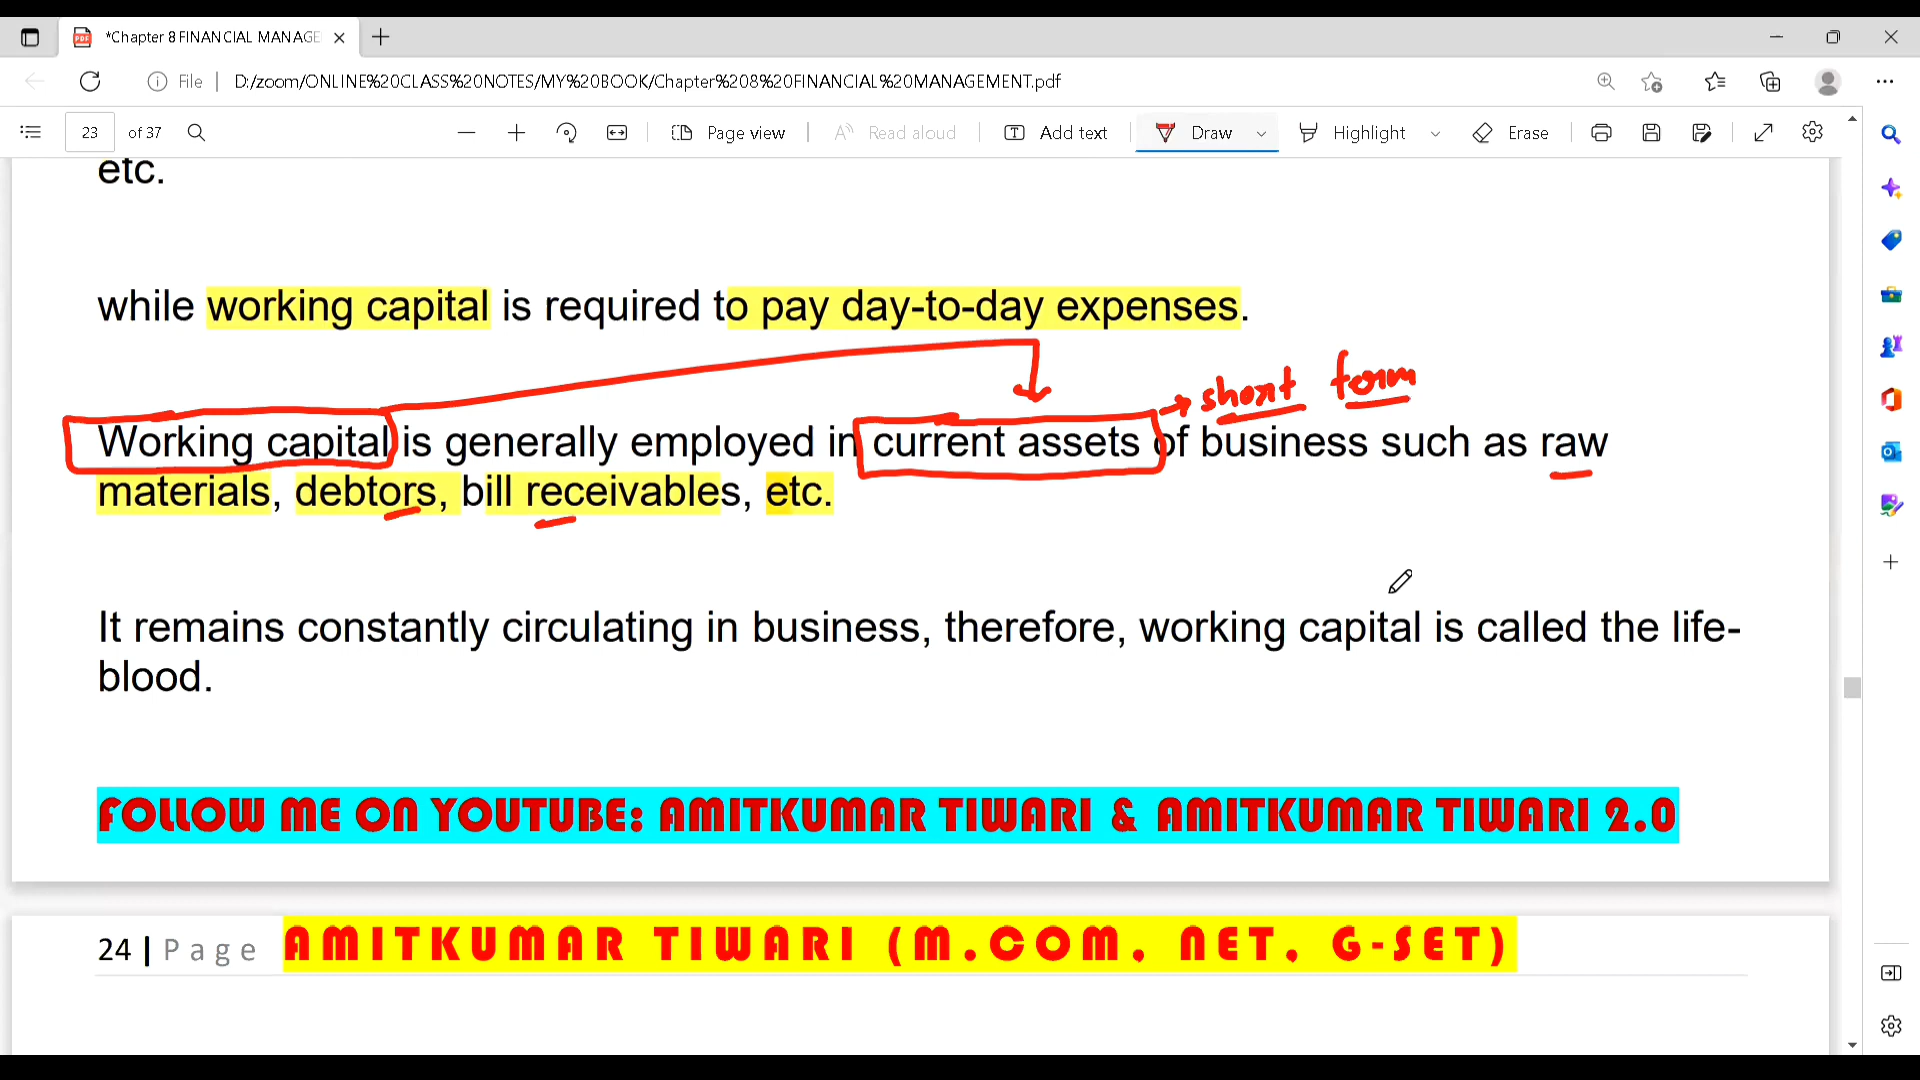 *Chapter 8 FINANCIAL MANAGE
File
D:/zoom/ONLINE%20CLASS%20NOTES/MY%20BOOK/Chapter%208%20FINANCIAL%20MANAGEMENT.pdf
23 of 37
Page view
Read aloud
Add text
Draw
Highlight
Erase
etc.
while working capital is required to pay day-to-day expenses.
short form
Working capital is generally employed in current assets of business such as raw
materials, debtors, bill receivables, etc.
It remains constantly circulating in business, therefore, working capital is called the life-
blood.
FOLLOW ME ON YOUTUBE: AMITKUMAR TIWARI & AMITKUMAR TIWARI 2.0
24 | Page AMITKUMAR TIWARI (M.COM. NET. G-SET)